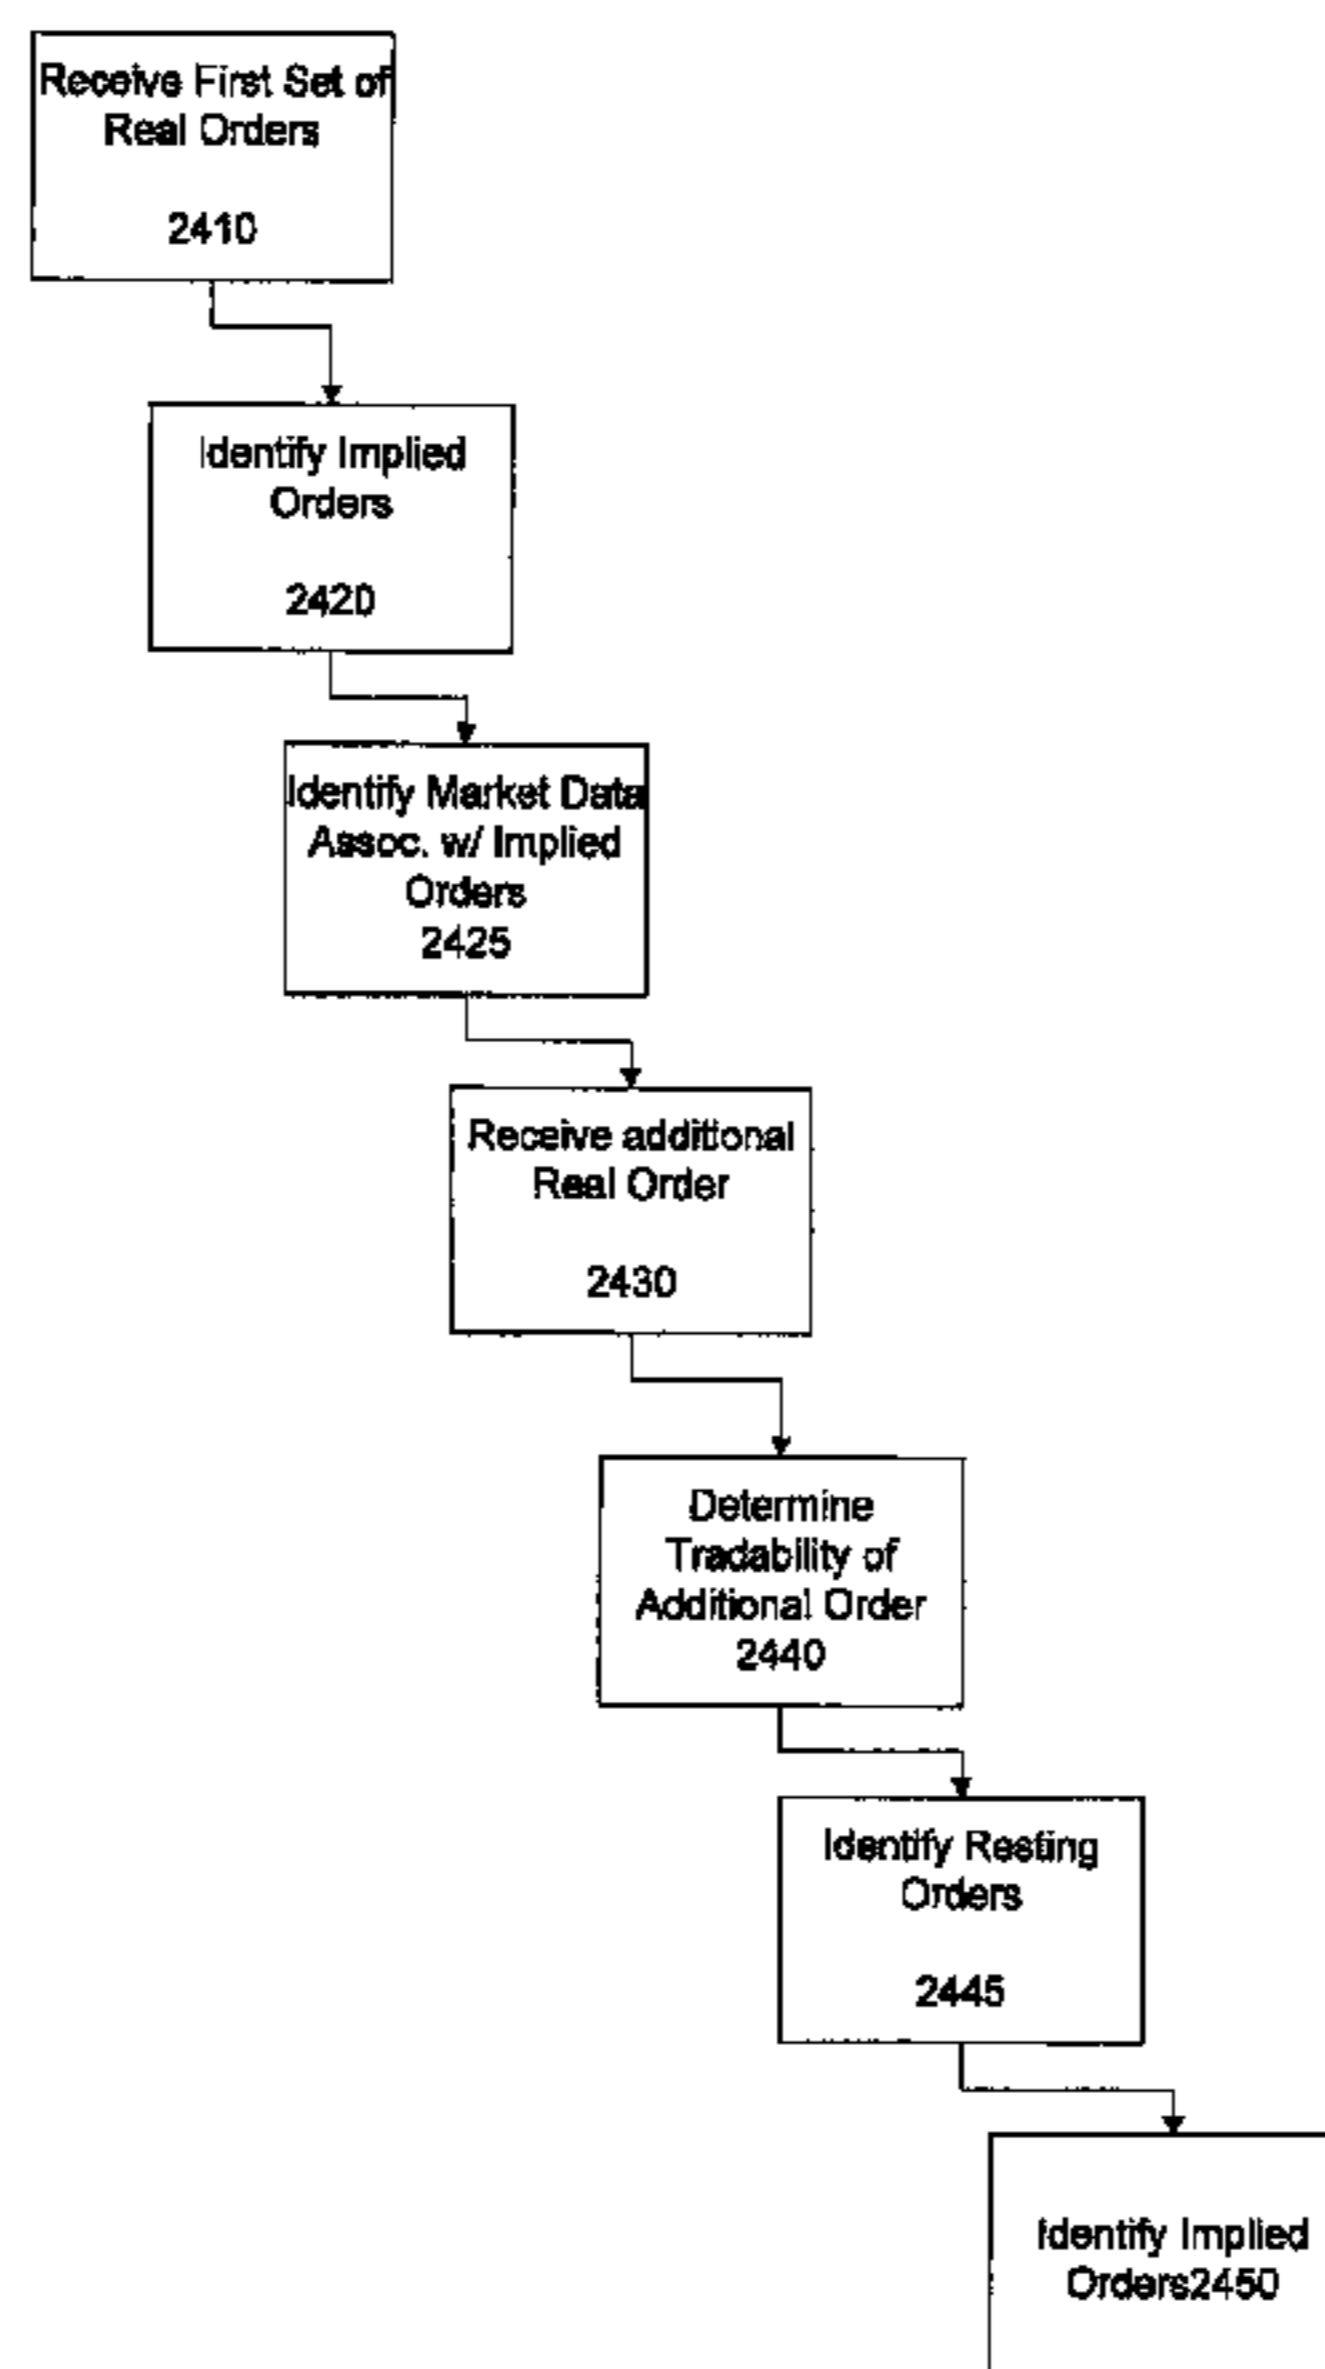 Receive First Set of
Real Orders
2410
Identify Implied
Orders
2420
Identify Market Data
Assoc. w/ Implied
Orders
2425
Receive additional
Real Order
2430
Determine
Tradability of
Additional Order
2440
Identify Resting
Orders
2445
Identify Implied
Orders2450